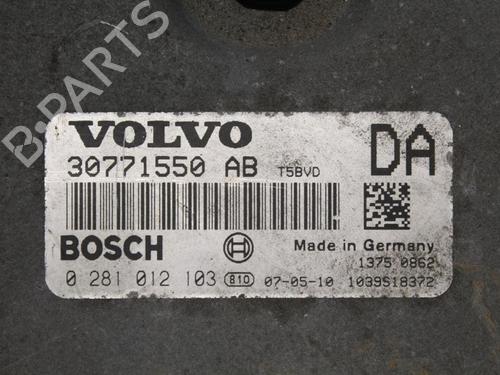 B-PARTS
VOLVO
DA
30771550 AB T5BVD
BOSCH
Made in Germany
1375 0862
0 281 012 103 810 07-05-10 1039S18372